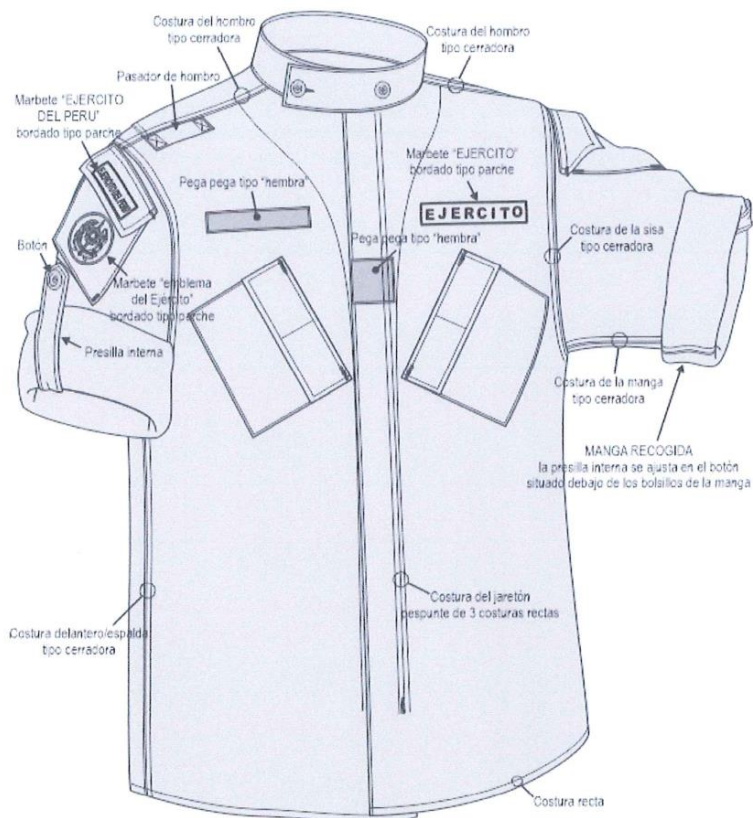 Costura del hombro
tipo cerradora
Costura del hombro
tipo cerradora
Pasador de hombro
Marbete "EJERCITO
DEL PERU"
bordado tipo parche
EJERCITO DEL PERU
Marbete "EJERCITO"
bordado tipo parche
Pega pega tipo "hembra"
EJERCITO
Pega pega tipo "hembra"
Costura de la sisa
tipo cerradora
Botón
Marbete "emblema
del Ejército"
bordado tipo parche
Presilla interna
Costura de la manga
tipo cerradora
MANGA RECOGIDA
la presilla interna se ajusta en el botón
situado debajo de los bolsillos de la manga
Costura del jaretón
pespunte de 3 costuras rectas
Costura delantero/espalda
tipo cerradora
Costura recta